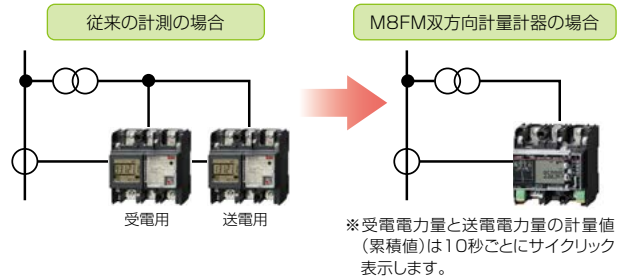 従来の計測の場合
M8FM双方向計量計器の場合
受電用
送電用
※受電電力量と送電電力量の計量値
(累積値)は10秒ごとにサイクリック
表示します。